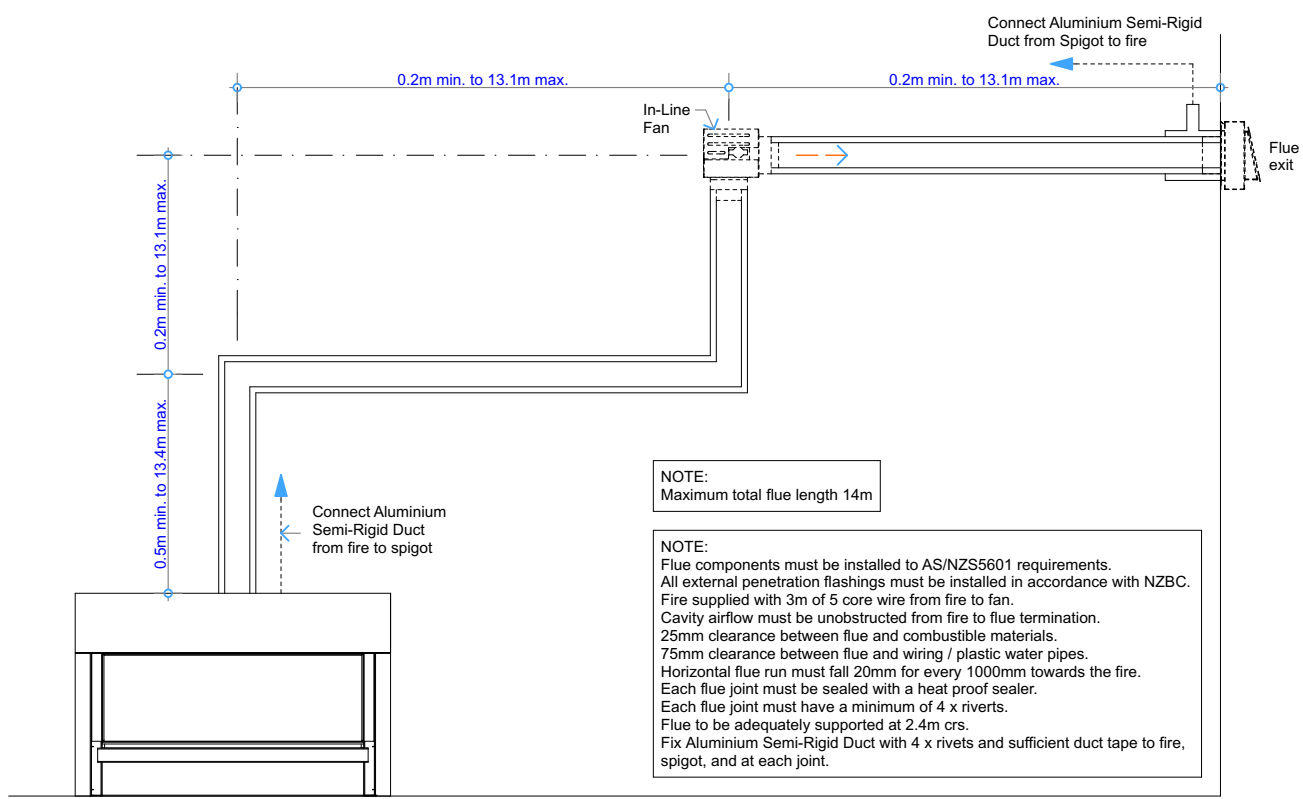 Connect Aluminium Semi-Rigid
Duct from Spigot to fire
0.2m min. to 13.1m max.
0.2m min. to 13.1m max.
In-Line
Fan
Flue
exit
0.2m min. to 13.1m max.
0.5m min. to 13.4m max.
Connect Aluminium
Semi-Rigid Duct
from fire to spigot
NOTE:
Maximum total flue length 14m
NOTE:
Flue components must be installed to AS/NZS5601 requirements.
All external penetration flashings must be installed in accordance with NZBC.
Fire supplied with 3m of 5 core wire from fire to fan.
Cavity airflow must be unobstructed from fire to flue termination.
25mm clearance between flue and combustible materials.
75mm clearance between flue and wiring / plastic water pipes.
Horizontal flue run must fall 20mm for every 1000mm towards the fire.
Each flue joint must be sealed with a heat proof sealer.
Each flue joint must have a minimum of 4 x riverts.
Flue to be adequately supported at 2.4m crs.
Fix Aluminium Semi-Rigid Duct with 4 x rivets and sufficient duct tape to fire,
spigot, and at each joint.